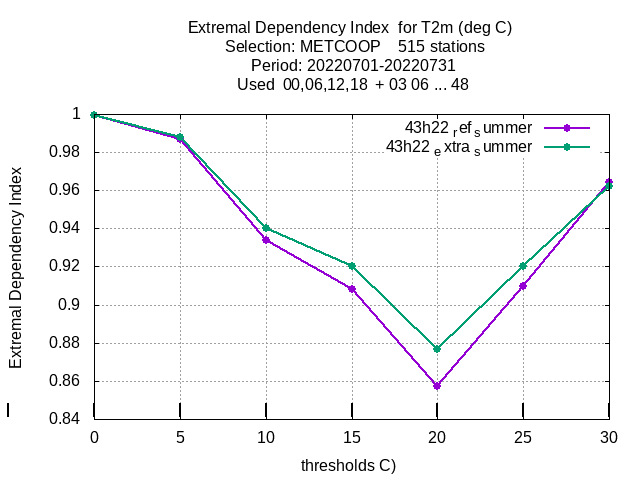 Extremal Dependency Index  for T2m (deg C)
Selection: METCOOP    515 stations
Period: 20220701-20220731
Used  00,06,12,18  + 03 06 ... 48
43h22 ref summer
43h22 extra summer
1
0.98
0.96
0.94
0.92
0.9
0.88
0.86
0.84
Extremal Dependency Index
0 5 10 15 20 25 30
thresholds C)